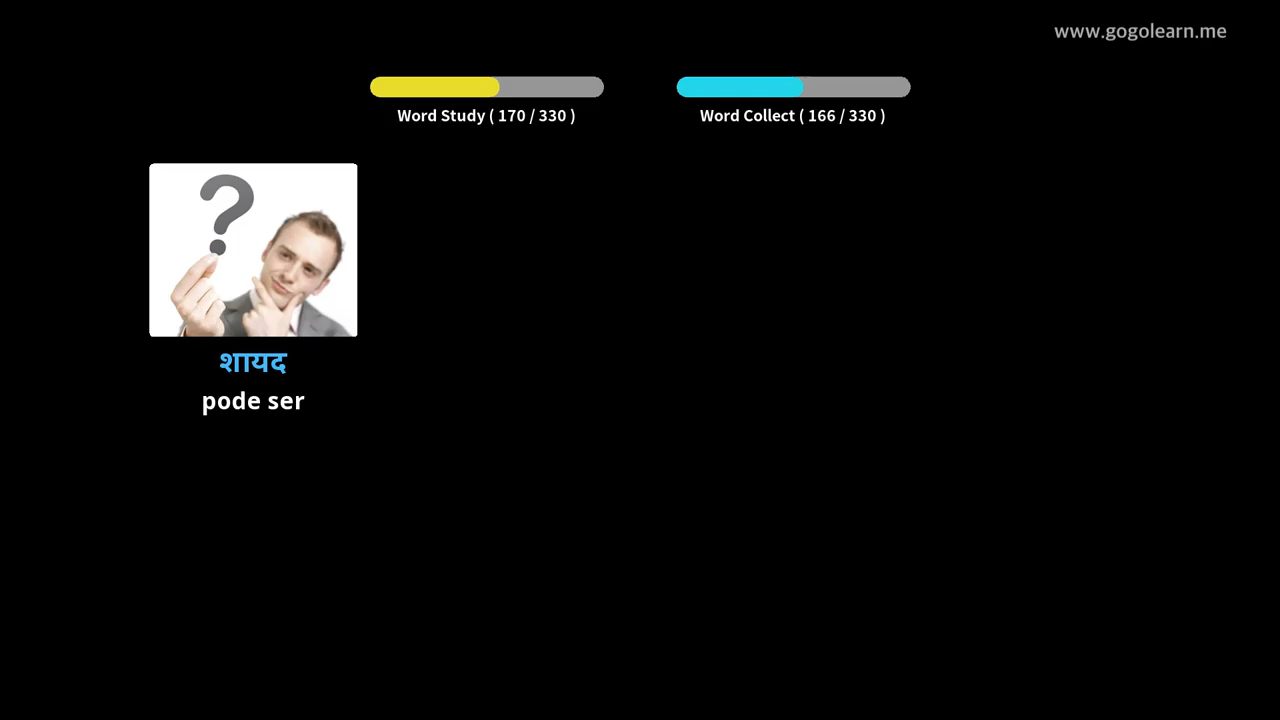 www.gogolearn.me
Word Study ( 170 / 330 )
Word Collect ( 166 / 330 )
शायद
pode ser